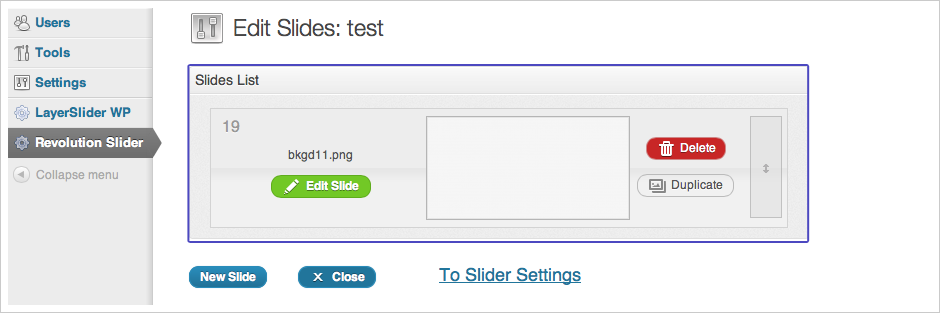 Users
Tools
Settings
LayerSlider WP
Revolution Slider
Collapse menu
Edit Slides: test
Slides List
19
bkgd11.png
Edit Slide
Delete
Duplicate
New Slide
Close
To Slider Settings